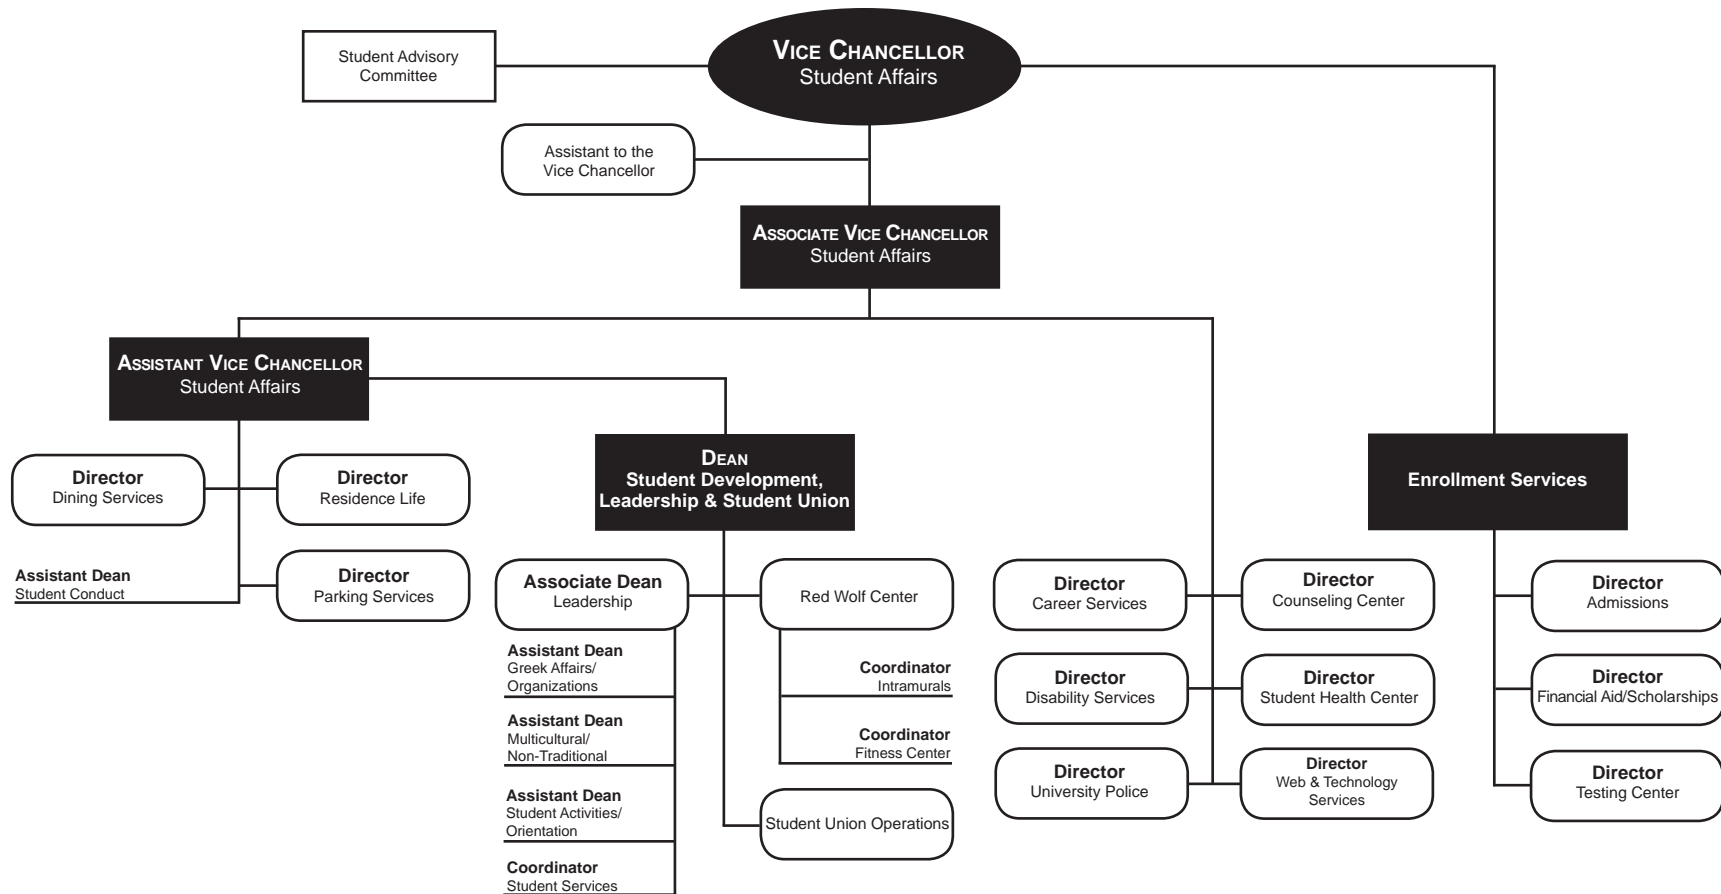 VICE CHANCELLOR
Student Affairs
Student Advisory
Committee
Assistant to the
Vice Chancellor
ASSOCIATE VICE CHANCELLOR
Student Affairs
ASSISTANT VICE CHANCELLOR
Student Affairs
Director
Dining Services
Director
Residence Life
Assistant Dean
Student Conduct
Director
Parking Services
DEAN
Student Development,
Leadership & Student Union
Associate Dean
Leadership
Assistant Dean
Greek Affairs/
Organizations
Assistant Dean
Multicultural/
Non-Traditional
Assistant Dean
Student Activities/
Orientation
Coordinator
Student Services
Red Wolf Center
Coordinator
Intramurals
Coordinator
Fitness Center
Student Union Operations
Director
Career Services
Director
Counseling Center
Director
Disability Services
Director
Student Health Center
Director
University Police
Director
Web & Technology
Services
Enrollment Services
Director
Admissions
Director
Financial Aid/Scholarships
Director
Testing Center